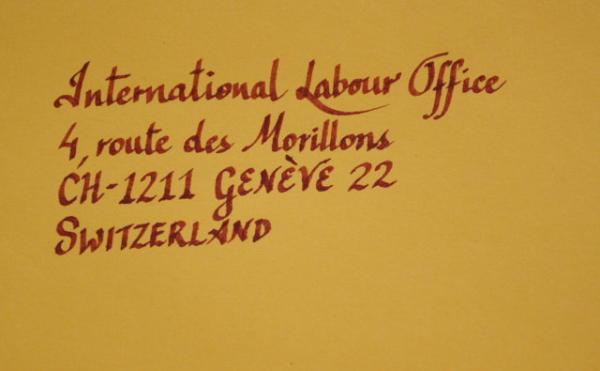 International Labour Office
4, route des Morillons
CH-1211 GENÈVE 22
SWITZERLAND